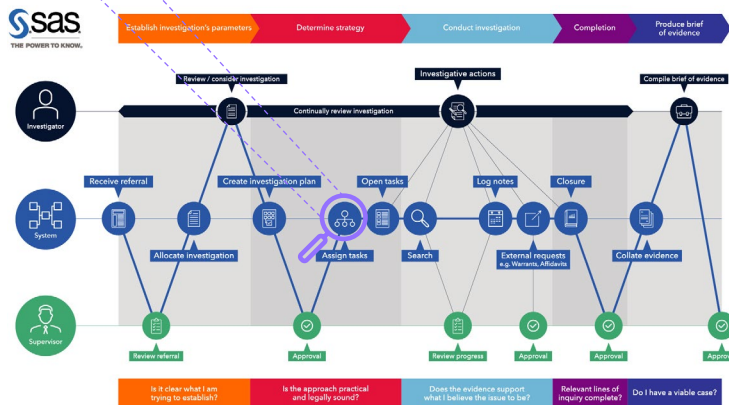 sas
THE POWER TO KNOW.
Establish investigation's parameters
Determine strategy
Conduct investigation
Completion
Produce brief
of evidence
Review / consider investigation
Investigative actions
Compile brief of evidence
Continually review investigation
Investigator
Receive referral
Create investigation plan
Open tasks
Log notes
Closure
System
Allocate investigation
Assign tasks
Search
External requests
e.g. Warrants, Affidavits
Collate evidence
Supervisor
Review referral
Approval
Review progress
Approval
Approval
Is it clear what I am
trying to establish?
Is the approach practical
and legally sound?
Does the evidence support
what I believe the issue to be?
Relevant lines of
inquiry complete?
Do I have a viable case?